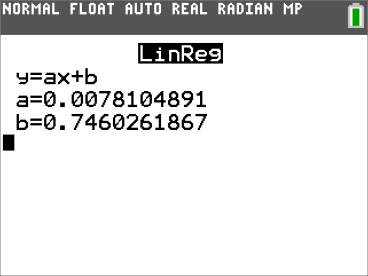 NORMAL FLOAT AUTO REAL RADIAN MP
LinReg
y=ax+b
a=0.0078104891
b=0.7460261867